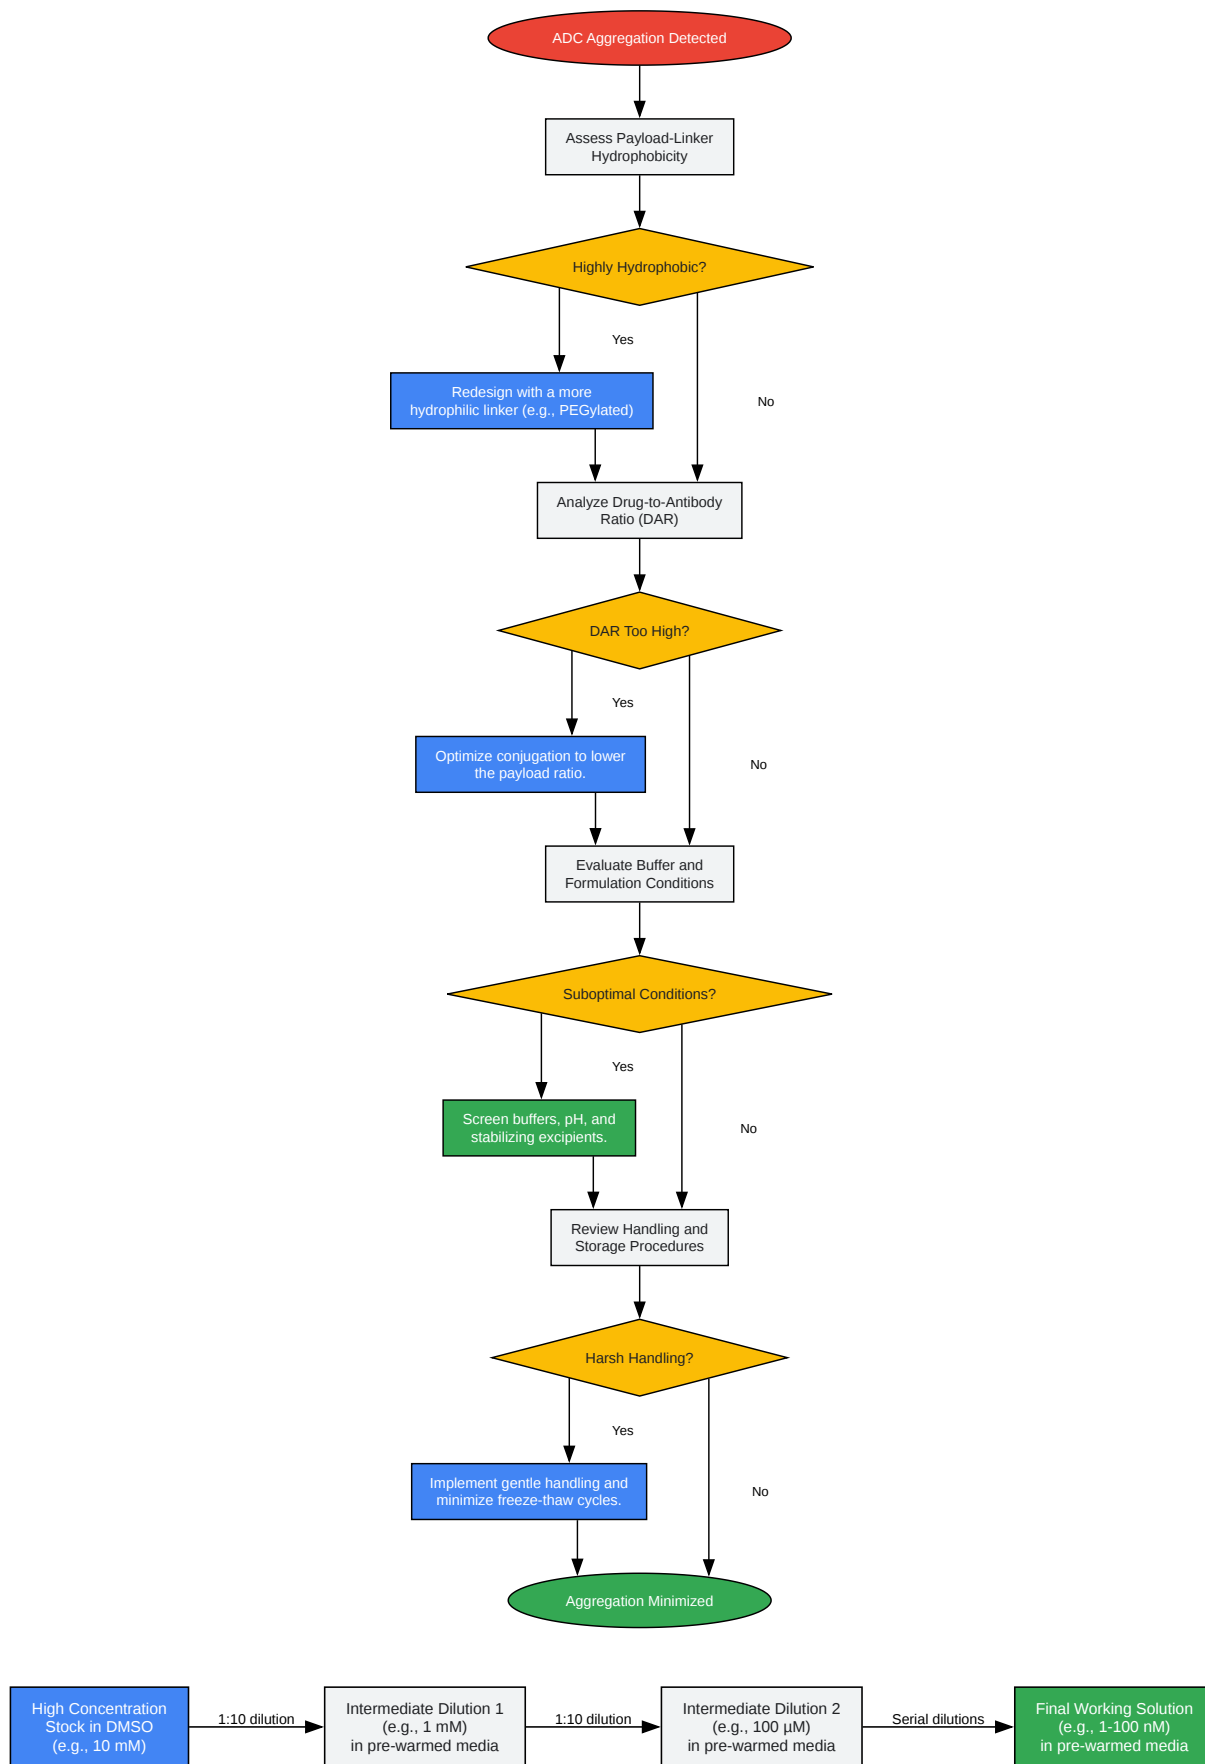 ADC Aggregation Detected
Assess Payload-Linker
Hydrophobicity
Highly Hydrophobic?
Yes
Redesign with a more
hydrophilic linker (e.g., PEGylated)
No
Analyze Drug-to-Antibody
Ratio (DAR)
DAR Too High?
Yes
Optimize conjugation to lower
the payload ratio.
No
Evaluate Buffer and
Formulation Conditions
Suboptimal Conditions?
Yes
Screen buffers, pH, and
stabilizing excipients.
No
Review Handling and
Storage Procedures
Harsh Handling?
Yes
Implement gentle handling and
minimize freeze-thaw cycles.
No
Aggregation Minimized
High Concentration
Stock in DMSO
(e.g., 10 mM)
1:10 dilution
Intermediate Dilution 1
(e.g., 1 mM)
in pre-warmed media
1:10 dilution
Intermediate Dilution 2
(e.g., 100 µM)
in pre-warmed media
Serial dilutions
Final Working Solution
(e.g., 1-100 nM)
in pre-warmed media